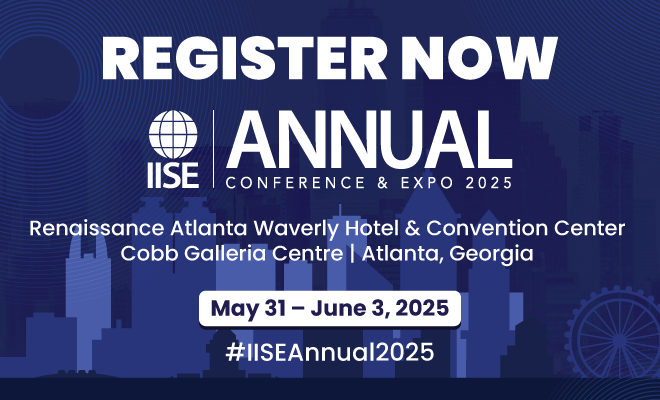 REGISTER NOW
IISE
ANNUAL
CONFERENCE & EXPO 2025
Renaissance Atlanta Waverly Hotel & Convention Center
Cobb Galleria Centre | Atlanta, Georgia
May 31 – June 3, 2025
#IISEAnnual2025